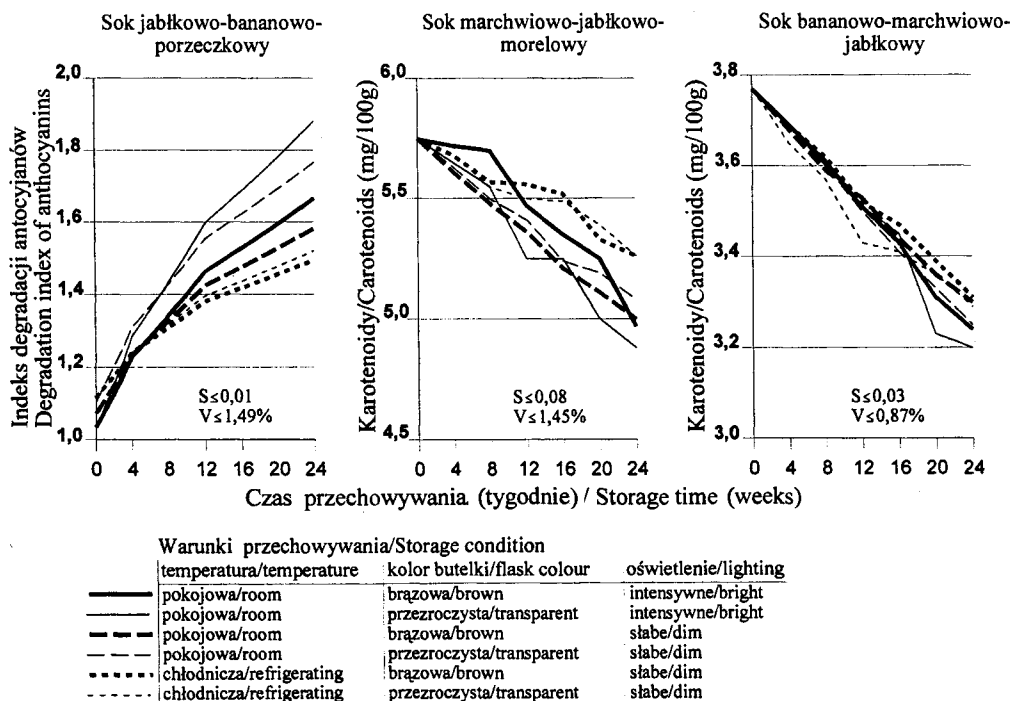 Sok jabłkowo-bananowo-
porzeczkowy
Sok marchwiowo-jabłkowo-
morelowy
Sok bananowo-marchwiowo-
jabłkowy
Indeks degradacji antocyjanów
Degradation index of anthocyanins
2,0
1,8
1,6
1,4
1,2
1,0
S≤0,01
V≤1,49%
0 4 8 12 16 20 24
Karotenoidy/Carotenoids (mg/100g)
6,0
5,5
5,0
4,5
S≤0,08
V≤1,45%
0 4 8 12 16 20 24
Karotenoidy/Carotenoids (mg/100g)
3,8
3,6
3,4
3,2
3,0
S≤0,03
V≤0,87%
0 4 8 12 16 20 24
Czas przechowywania (tygodnie) / Storage time (weeks)
Warunki przechowywania/Storage condition
temperatura/temperature kolor butelki/flask colour oświetlenie/lighting
pokojowa/room brązowa/brown intensywne/bright
pokojowa/room przezroczysta/transparent intensywne/bright
pokojowa/room brązowa/brown słabe/dim
pokojowa/room przezroczysta/transparent słabe/dim
chłodnicza/refrigerating brązowa/brown słabe/dim
chłodnicza/refrigerating przezroczysta/transparent słabe/dim